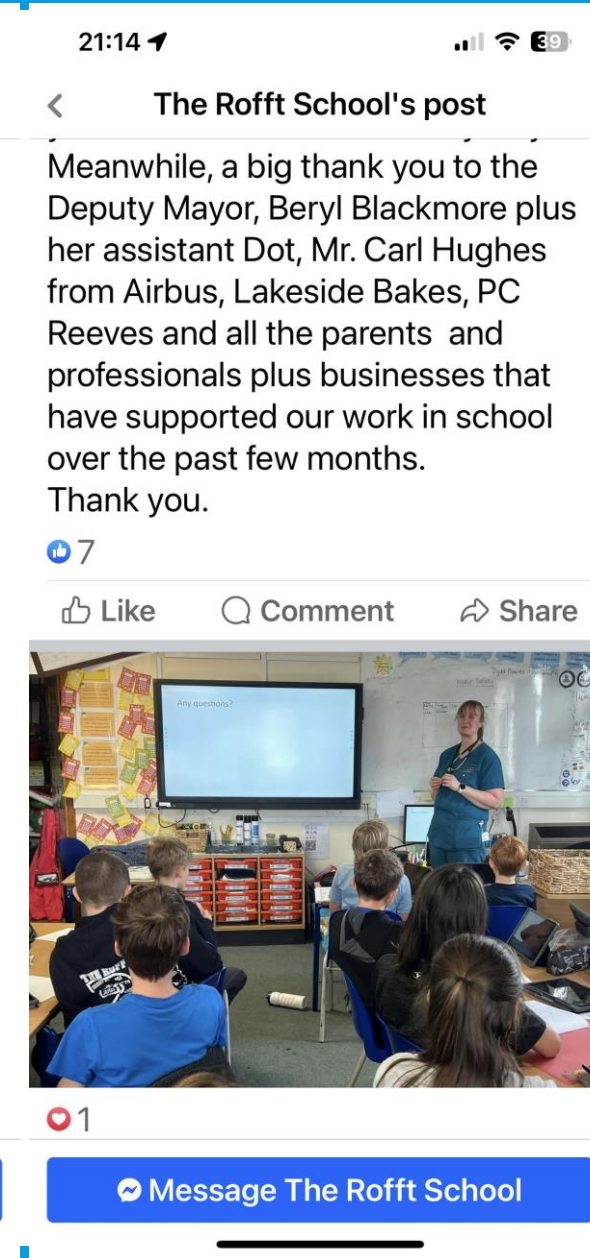 21:14
39
The Rofft School's post
Meanwhile, a big thank you to the
Deputy Mayor, Beryl Blackmore plus
her assistant Dot, Mr. Carl Hughes
from Airbus, Lakeside Bakes, PC
Reeves and all the parents  and
professionals plus businesses that
have supported our work in school
over the past few months.
Thank you.
7
Like
Comment
Share
Any questions?
1
Message The Rofft School